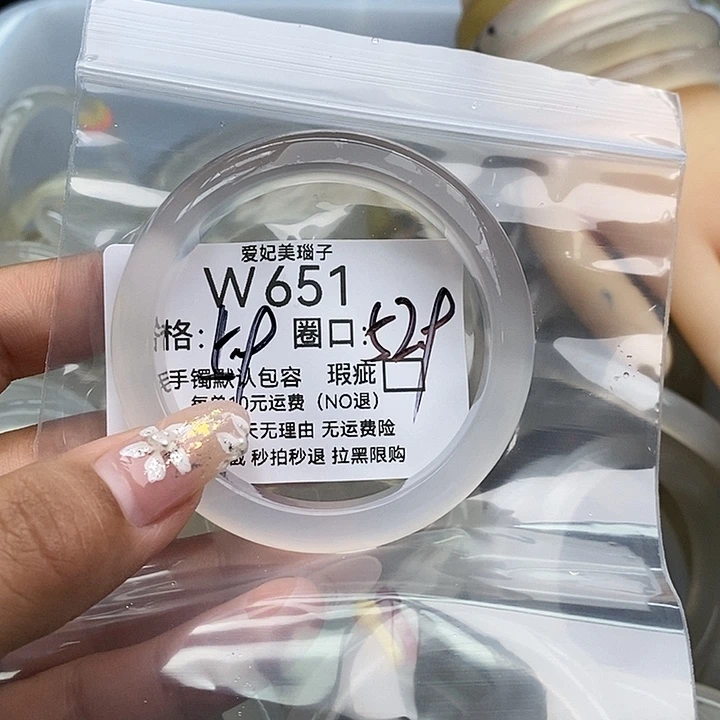 爱妃美瑙子
W651
格: 圈口:52
手镯默认包容 瑕疵
每单10元运费（NO退）
天无理由 无运费险
秒拍秒退 拉黑限购